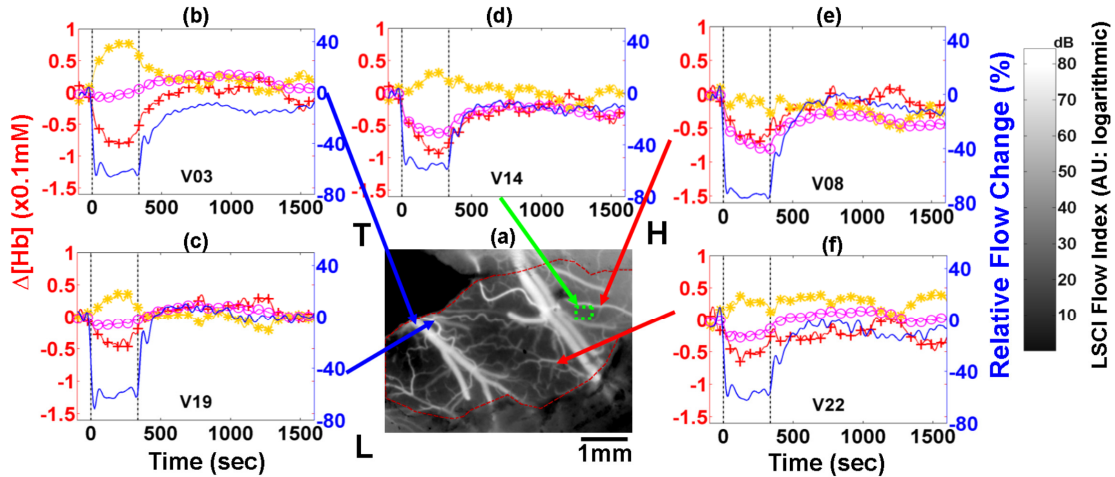 (b)
(d)
(e)
Δ[Hb] (x0.1mM)
1
0.5
0
-0.5
-1
-1.5
40
0
-40
-80
V03
0 500 1000 1500
1
0.5
0
-0.5
-1
-1.5
40
0
-40
-80
V14
0 500 1000 1500
1
0.5
0
-0.5
-1
-1.5
40
0
-40
-80
V08
0 500 1000 1500
Relative Flow Change (%)
dB
80
70
60
50
40
30
20
10
LSCI Flow Index (AU: logarithmic)
(c)
T
(a)
H
(f)
1
0.5
0
-0.5
-1
-1.5
40
0
40
80
V19
0 500 1000 1500
Time (sec)
L
1mm
1
0.5
0
-0.5
-1
-1.5
40
0
-40
-80
V22
0 500 1000 1500
Time (sec)